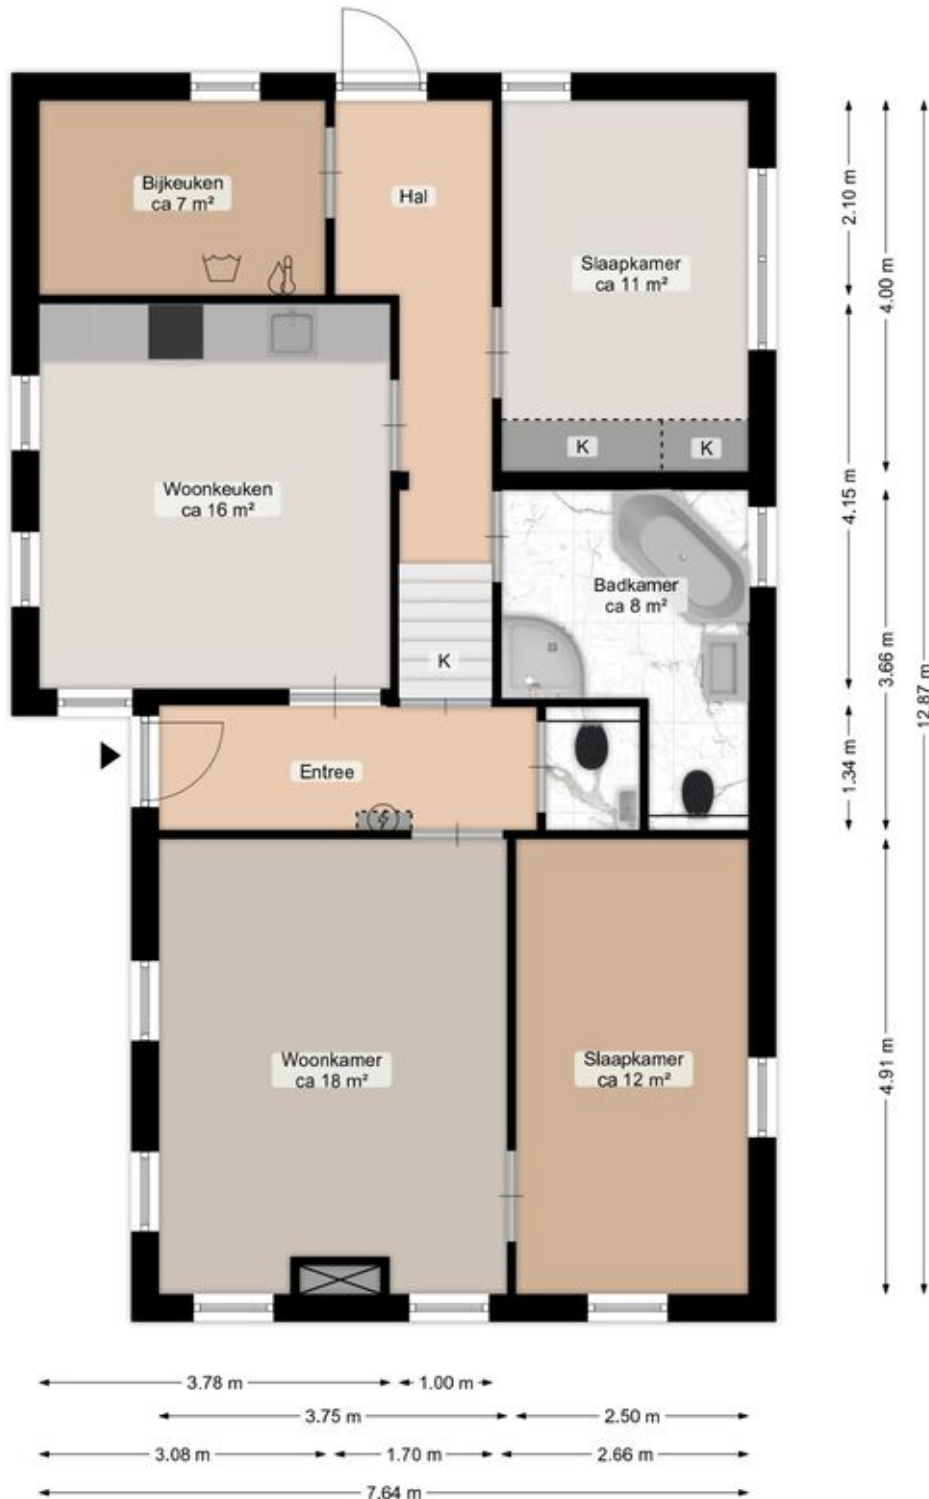 Bijkeuken
ca 7 m²
Hal
Slaapkamer
ca 11 m²
K
K
Woonkeuken
ca 16 m²
Badkamer
ca 8 m²
K
Entree
Woonkamer
ca 18 m²
Slaapkamer
ca 12 m²
2.10 m
4.00 m
4.15 m
3.66 m
12.87 m
1.34 m
4.91 m
3.78 m
1.00 m
3.75 m
2.50 m
3.08 m
1.70 m
2.66 m
7.64 m